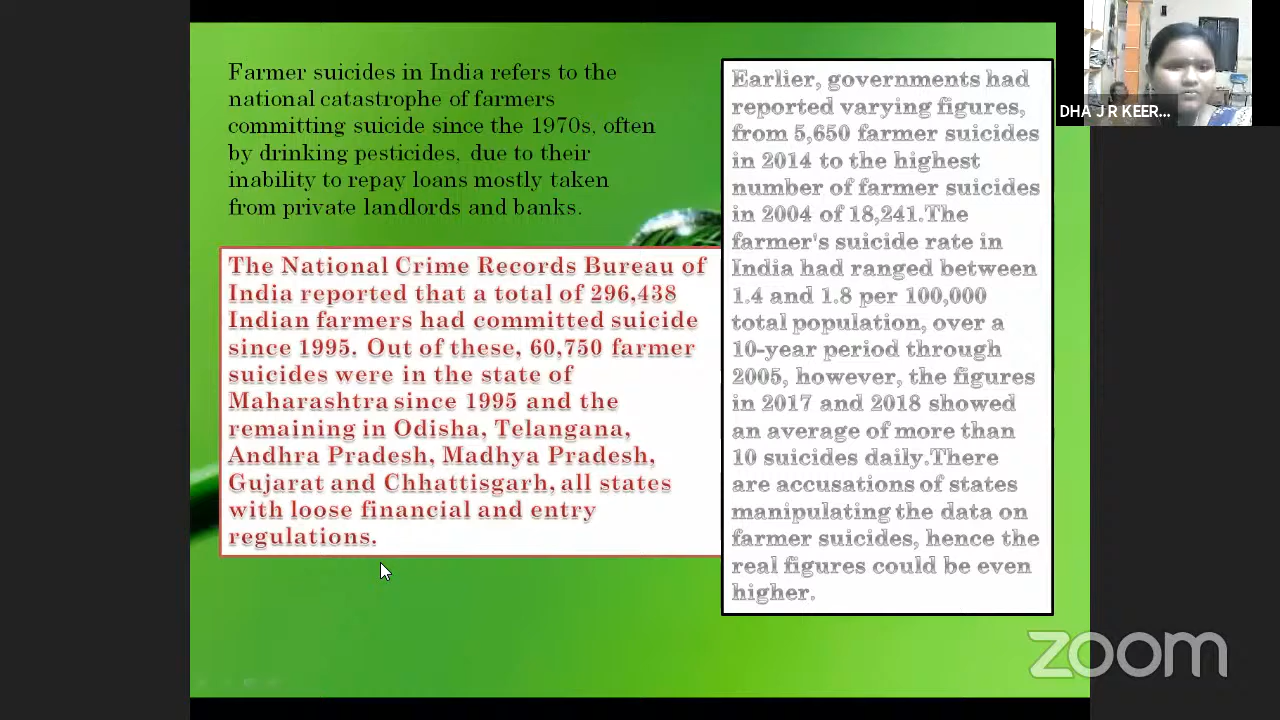 Farmer suicides in India refers to the
national catastrophe of farmers
committing suicide since the 1970s, often
by drinking pesticides, due to their
inability to repay loans mostly taken
from private landlords and banks.
The National Crime Records Bureau of
India reported that a total of 296,438
Indian farmers had committed suicide
since 1995. Out of these, 60,750 farmer
suicides were in the state of
Maharashtra since 1995 and the
remaining in Odisha, Telangana,
Andhra Pradesh, Madhya Pradesh,
Gujarat and Chhattisgarh, all states
with loose financial and entry
regulations.
Earlier, governments had
reported varying figures,
from 5,650 farmer suicides
in 2014 to the highest
number of farmer suicides
in 2004 of 18,241.The
farmer's suicide rate in
India had ranged between
1.4 and 1.8 per 100,000
total population, over a
10-year period through
2005, however, the figures
in 2017 and 2018 showed
an average of more than
10 suicides daily.There
are accusations of states
manipulating the data on
farmer suicides, hence the
real figures could be even
higher.
DHA J R KEER...
zoom